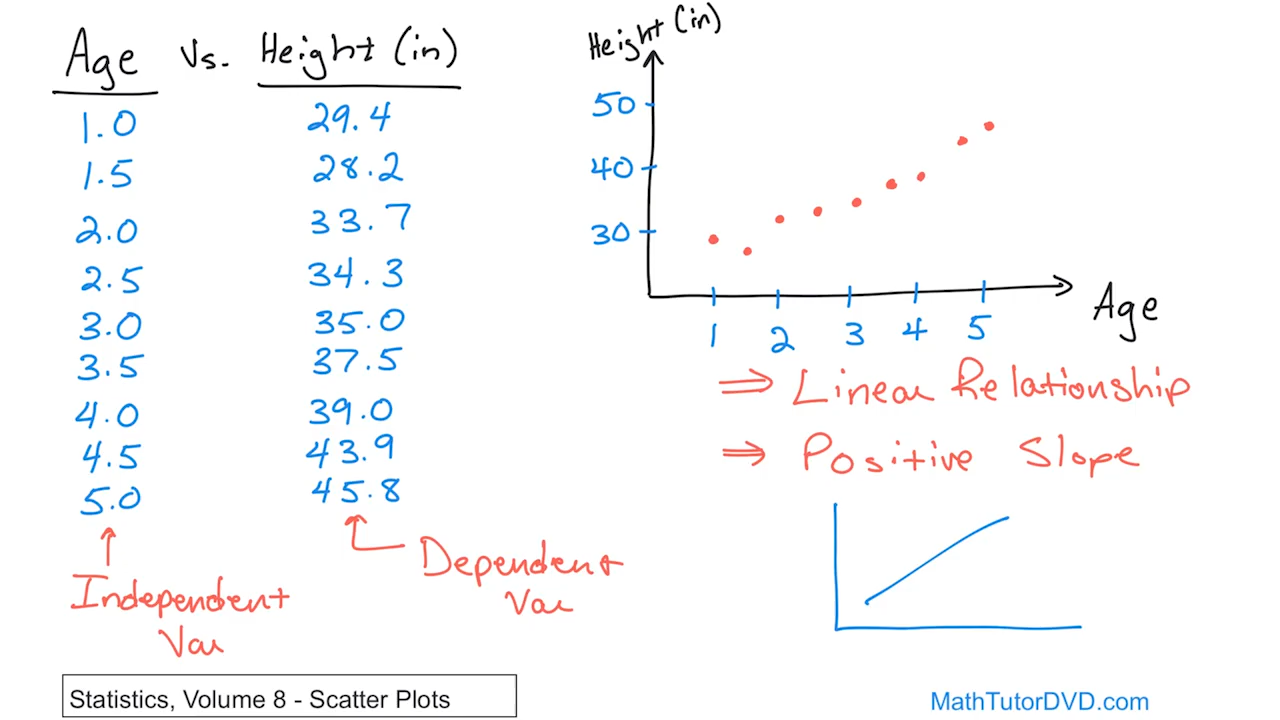 Age Vs. Height (in)
1.0 29.4
1.5 28.2
2.0 33.7
2.5 34.3
3.0 35.0
3.5 37.5
4.0 39.0
4.5 43.9
5.0 45.8
Independent
Var
Dependent
Var
Height (in)
50
40
30
1 2 3 4 5
Age
⇒ Linear Relationship
⇒ Positive Slope
Statistics, Volume 8 - Scatter Plots
MathTutorDVD.com